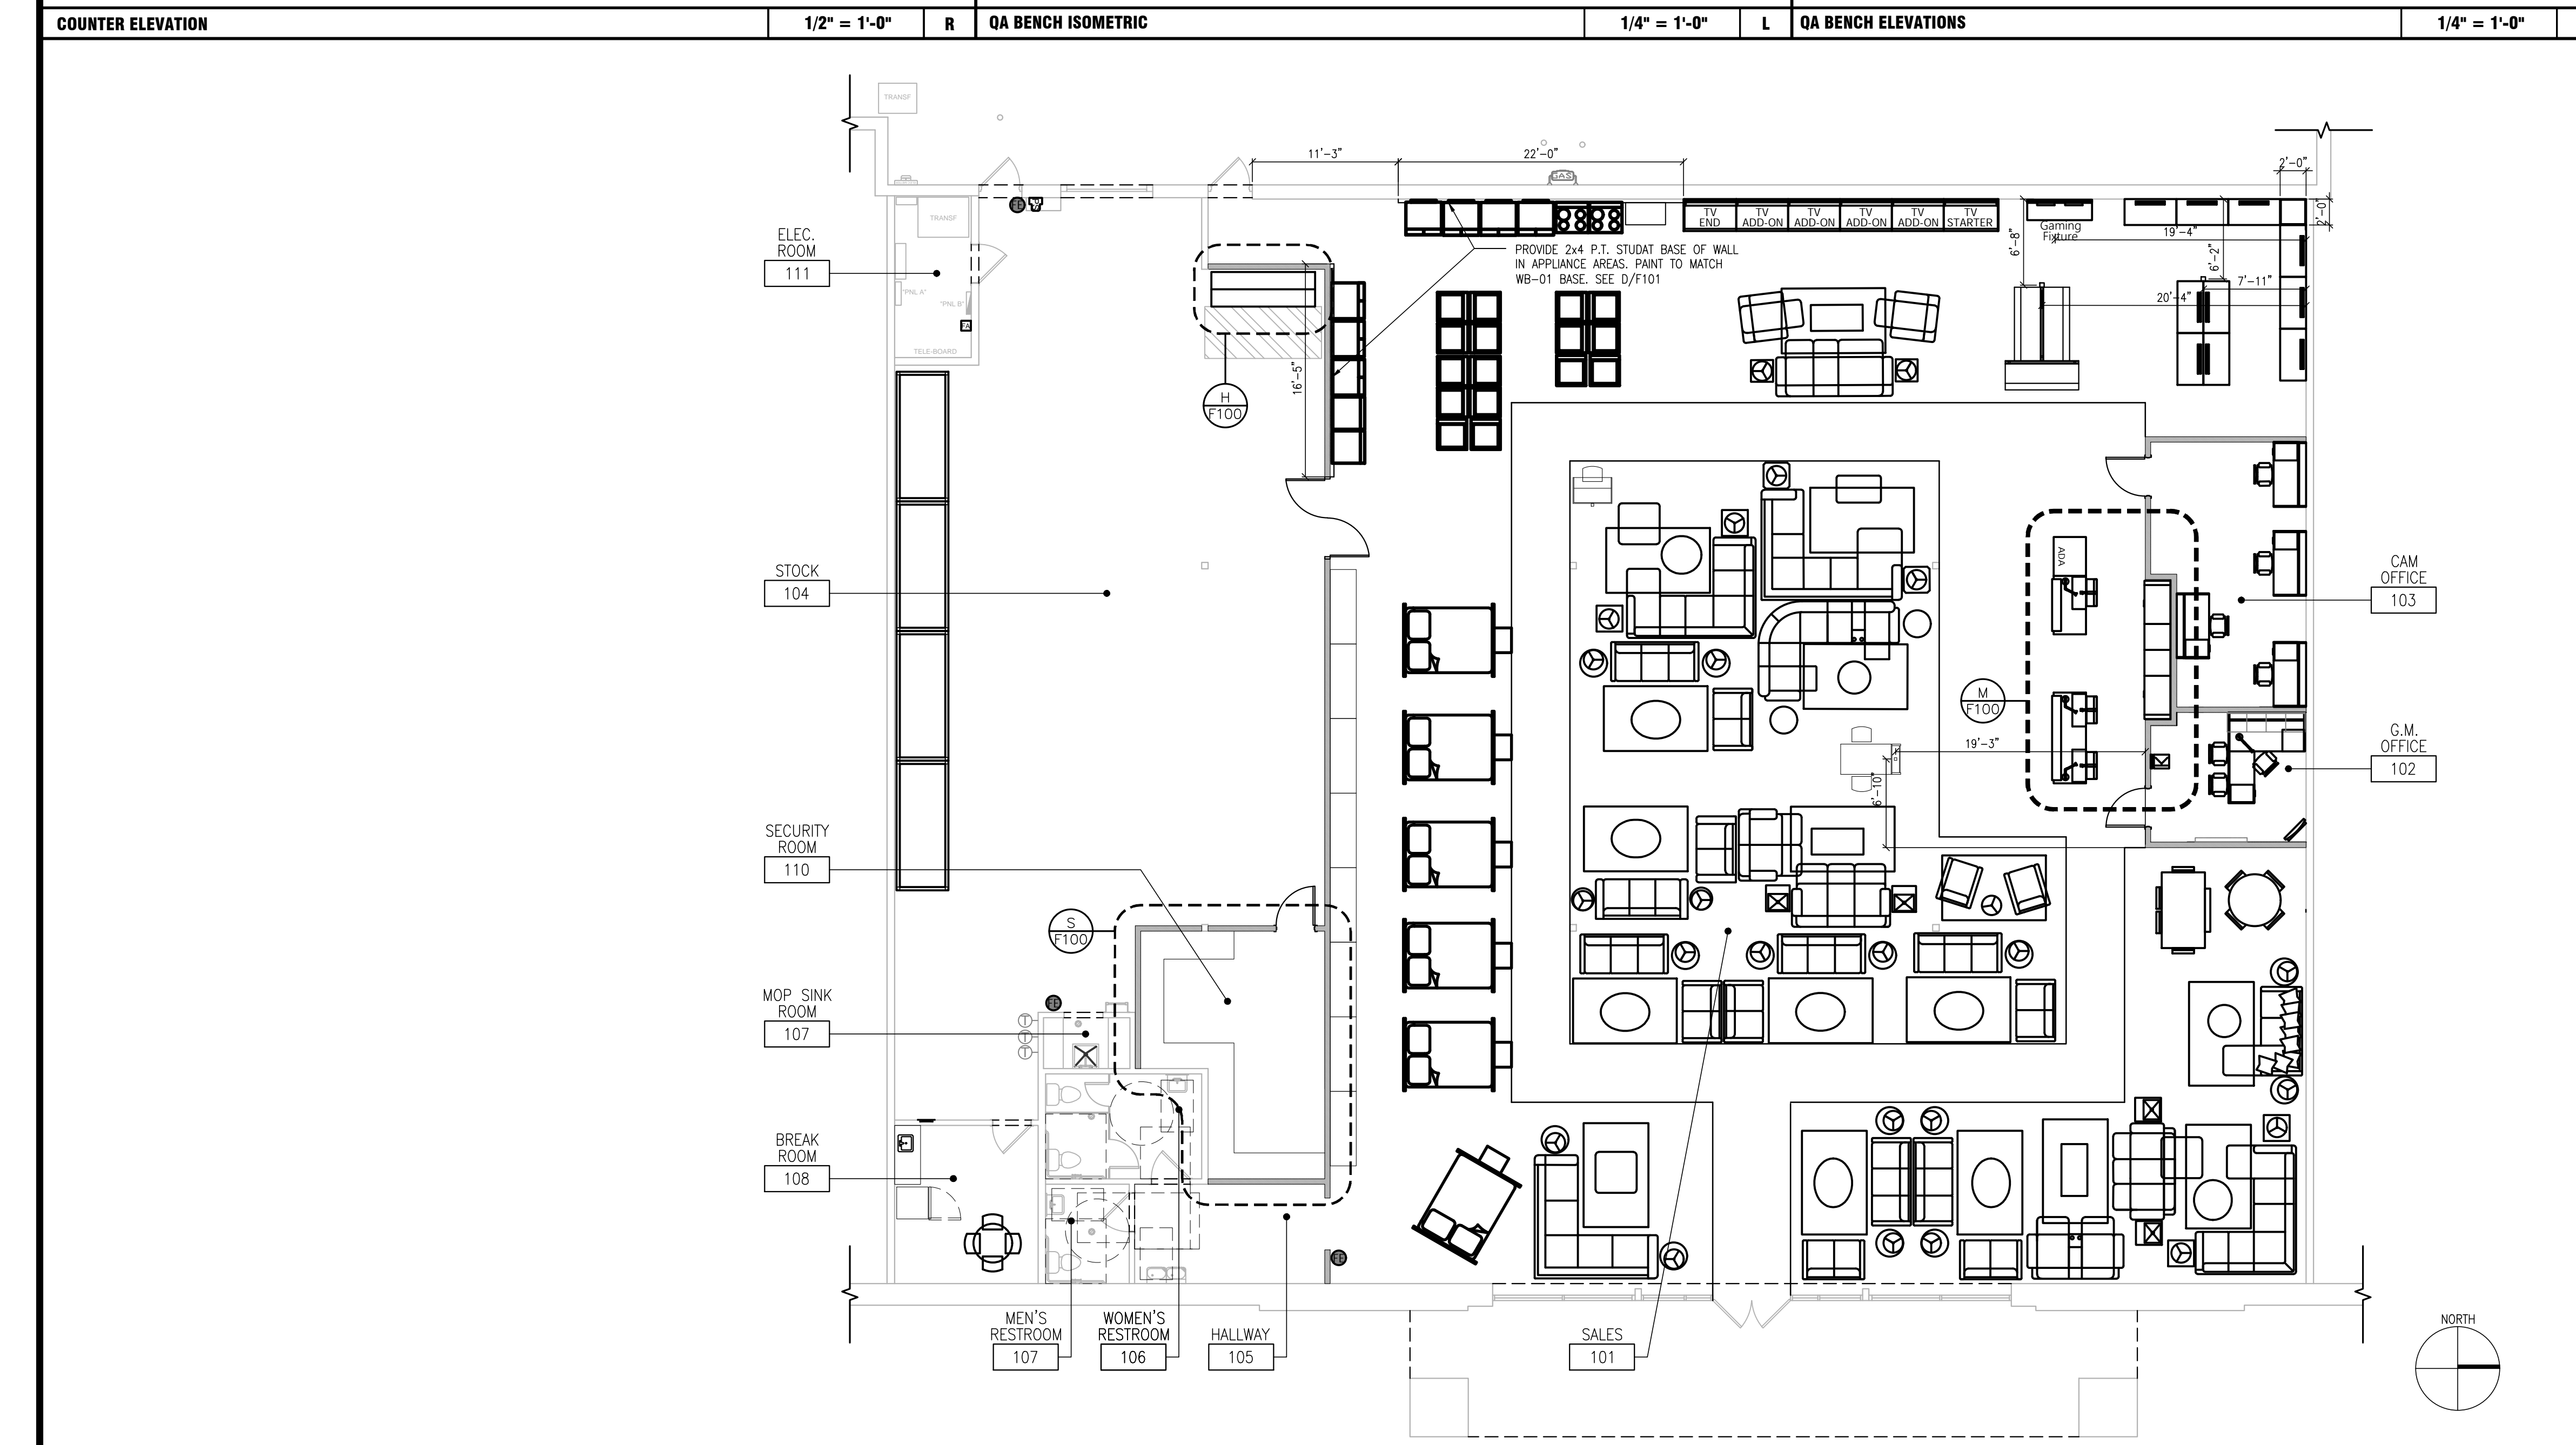 COUNTER ELEVATION
1/2" = 1'-0"
R
QA BENCH ISOMETRIC
1/4" = 1'-0"
L
QA BENCH ELEVATIONS
1/4" = 1'-0"
TRANSF
11'-3"
22'-0"
GAS
2'-0"
FE
TRANSF
TV
END
TV
ADD-ON
TV
ADD-ON
TV
ADD-ON
TV
ADD-ON
TV
STARTER
Gaming
Fixture
6'-8"
19'-4"
6'-2"
2'-0"
7'-11"
20'-4"
ELEC.
ROOM
111
PROVIDE 2x4 P.T. STUDAT BASE OF WALL
IN APPLIANCE AREAS. PAINT TO MATCH
WB-01 BASE. SEE D/F101
"PNL A"
"PNL B"
FA
TELE-BOARD
16'-5"
H
F100
STOCK
104
ADA
CAM
OFFICE
103
M
F100
19'-3"
6'-10"
G.M.
OFFICE
102
SECURITY
ROOM
110
S
F100
MOP SINK
ROOM
107
FE
T
T
T
BREAK
ROOM
108
FE
MEN'S
RESTROOM
107
WOMEN'S
RESTROOM
106
HALLWAY
105
SALES
101
NORTH